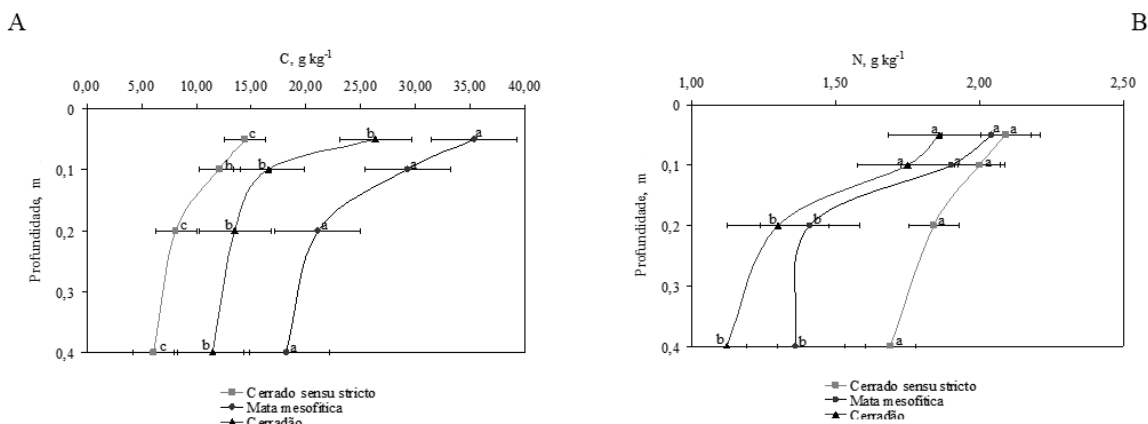 A
C, g kg-1
0,00 5,00 10,00 15,00 20,00 25,00 30,00 35,00 40,00
0
0,1
0,2
0,3
0,4
Profundidade, m
c b a
b b a
c b a
c b a
Cerrado sensu stricto
Mata mesofítica
Cerradão
B
N, g kg-1
1,00 1,50 2,00 2,50
0
0,1
0,2
0,3
0,4
Profundidade, m
a a a
a a a
b b a
b b a
Cerrado sensu stricto
Mata mesofítica
Cerradão